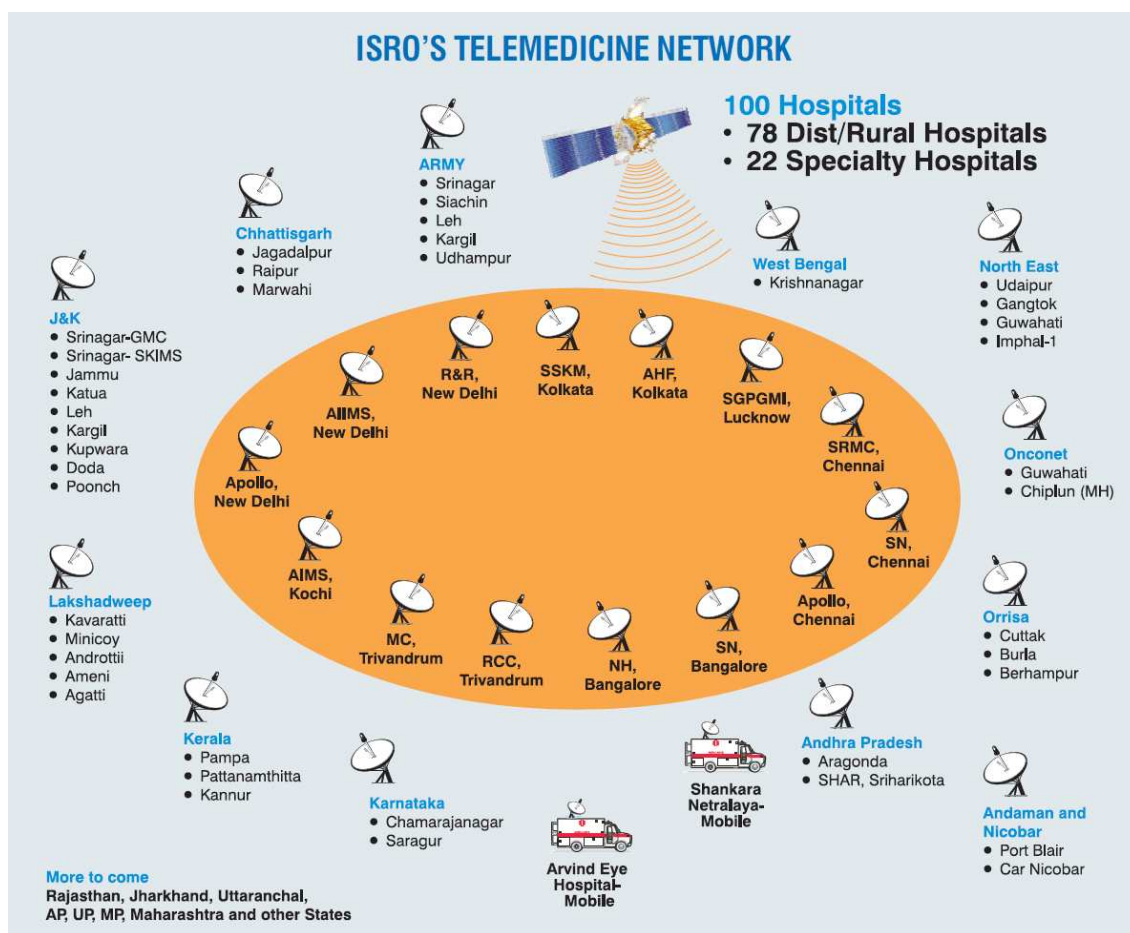 ISRO'S TELEMEDICINE NETWORK
100 Hospitals
• 78 Dist/Rural Hospitals
• 22 Specialty Hospitals
ARMY
• Srinagar
• Siachin
• Leh
• Kargil
• Udhampur
Chhattisgarh
• Jagadalpur
• Raipur
• Marwahi
West Bengal
• Krishnanagar
North East
• Udaipur
• Gangtok
• Guwahati
• Imphal-1
J&K
• Srinagar-GMC
• Srinagar- SKIMS
• Jammu
• Katua
• Leh
• Kargil
• Kupwara
• Doda
• Poonch
R&R,
New Delhi
SSKM,
Kolkata
AHF,
Kolkata
SGPGMI,
Lucknow
AIIMS,
New Delhi
SRMC,
Chennai
Apollo,
New Delhi
Onconet
• Guwahati
• Chiplun (MH)
SN,
Chennai
AIMS,
Kochi
Apollo,
Chennai
MC,
Trivandrum
RCC,
Trivandrum
NH,
Bangalore
SN,
Bangalore
Lakshadweep
• Kavaratti
• Minicoy
• Androttii
• Ameni
• Agatti
Orrisa
• Cuttak
• Burla
• Berhampur
Kerala
• Pampa
• Pattanamthitta
• Kannur
Karnataka
• Chamarajanagar
• Saragur
Arvind Eye
Hospital-
Mobile
Shankara
Netralaya-
Mobile
Andhra Pradesh
• Aragonda
• SHAR, Sriharikota
Andaman and
Nicobar
• Port Blair
• Car Nicobar
More to come
Rajasthan, Jharkhand, Uttaranchal,
AP, UP, MP, Maharashtra and other States